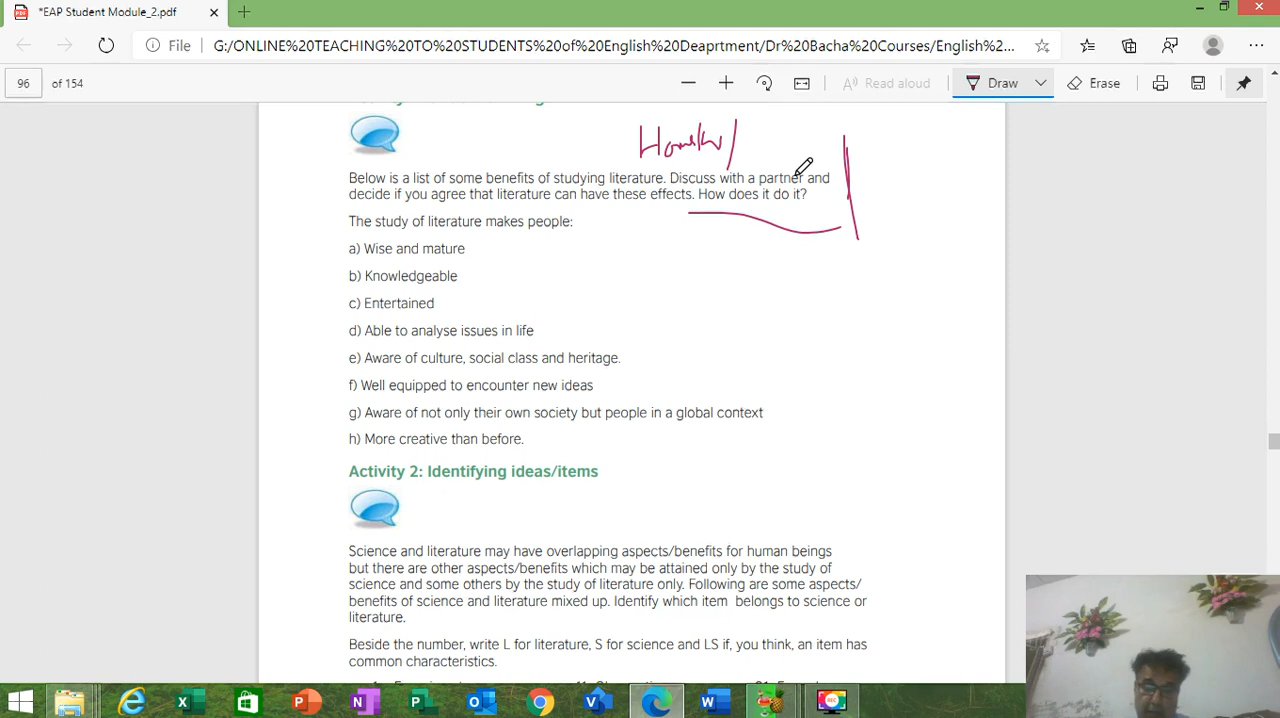 *EAP Student Module_2.pdf
File G:/ONLINE%20TEACHING%20TO%20STUDENTS%20of%20English%20Deaprtment/Dr%20Bacha%20Courses/English%2...
96 of 154 Read aloud Draw Erase
Below is a list of some benefits of studying literature. Discuss with a partner and
decide if you agree that literature can have these effects. How does it do it?
The study of literature makes people:
a) Wise and mature
b) Knowledgeable
c) Entertained
d) Able to analyse issues in life
e) Aware of culture, social class and heritage.
f) Well equipped to encounter new ideas
g) Aware of not only their own society but people in a global context
h) More creative than before.
Activity 2: Identifying ideas/items
Science and literature may have overlapping aspects/benefits for human beings
but there are other aspects/benefits which may be attained only by the study of
science and some others by the study of literature only. Following are some aspects/
benefits of science and literature mixed up. Identify which item belongs to science or
literature.
Beside the number, write L for literature, S for science and LS if, you think, an item has
common characteristics.